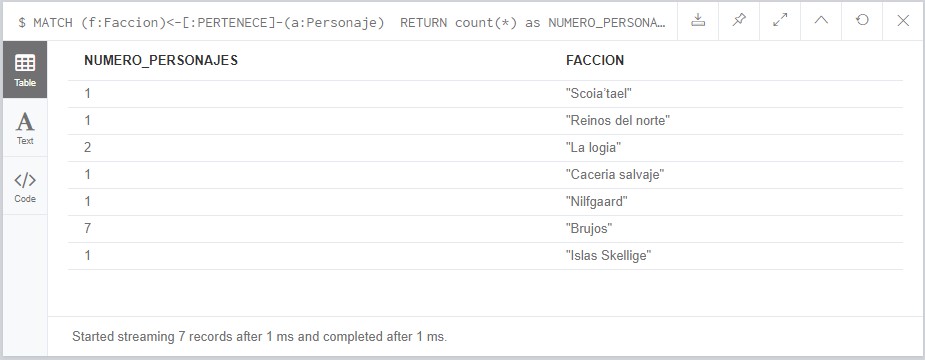 $ MATCH (f:Faccion)<-[:PERTENECE]-(a:Personaje)  RETURN count(*) as NUMERO_PERSONA…
NUMERO_PERSONAJES FACCION
Table
1 "Scoia'tael"
1 "Reinos del norte"
A
Text
2 "La logia"
1 "Caceria salvaje"
</>
Code
1 "Nilfgaard"
7 "Brujos"
1 "Islas Skellige"
Started streaming 7 records after 1 ms and completed after 1 ms.